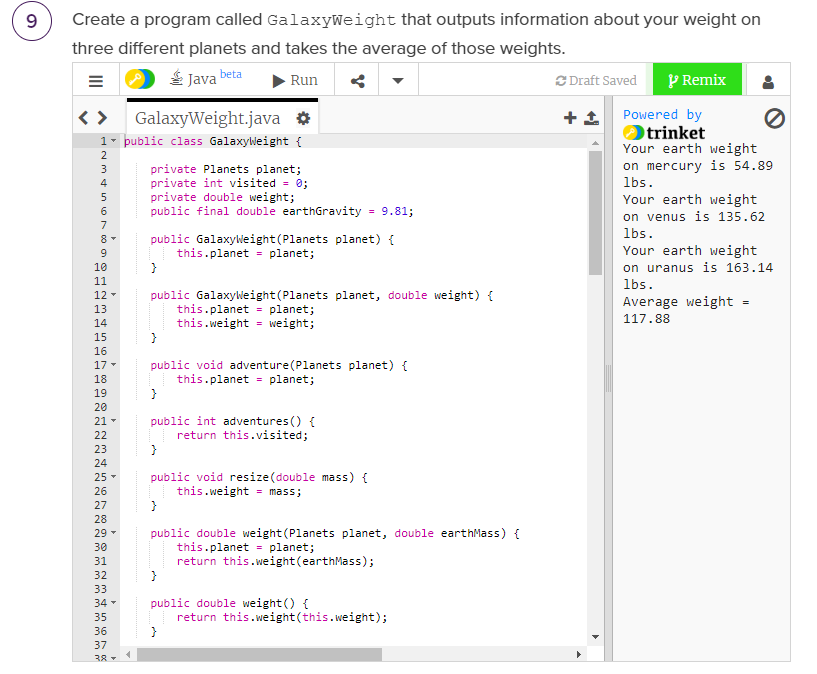 9 Create a program called GalaxyWeight that outputs information about your weight on
three different planets and takes the average of those weights.
Java beta Run Draft Saved Remix
GalaxyWeight.java
1 public class GalaxyWeight {
2
3 private Planets planet;
4 private int visited = 0;
5 private double weight;
6 public final double earthGravity = 9.81;
7
8 public GalaxyWeight(Planets planet) {
9 this.planet = planet;
10 }
11
12 public GalaxyWeight(Planets planet, double weight) {
13 this.planet = planet;
14 this.weight = weight;
15 }
16
17 public void adventure(Planets planet) {
18 this.planet = planet;
19 }
20
21 public int adventures() {
22 return this.visited;
23 }
24
25 public void resize(double mass) {
26 this.weight = mass;
27 }
28
29 public double weight(Planets planet, double earthMass) {
30 this.planet = planet;
31 return this.weight(earthMass);
32 }
33
34 public double weight() {
35 return this.weight(this.weight);
36 }
37
38
Powered by
trinket
Your earth weight
on mercury is 54.89
lbs.
Your earth weight
on venus is 135.62
lbs.
Your earth weight
on uranus is 163.14
lbs.
Average weight =
117.88